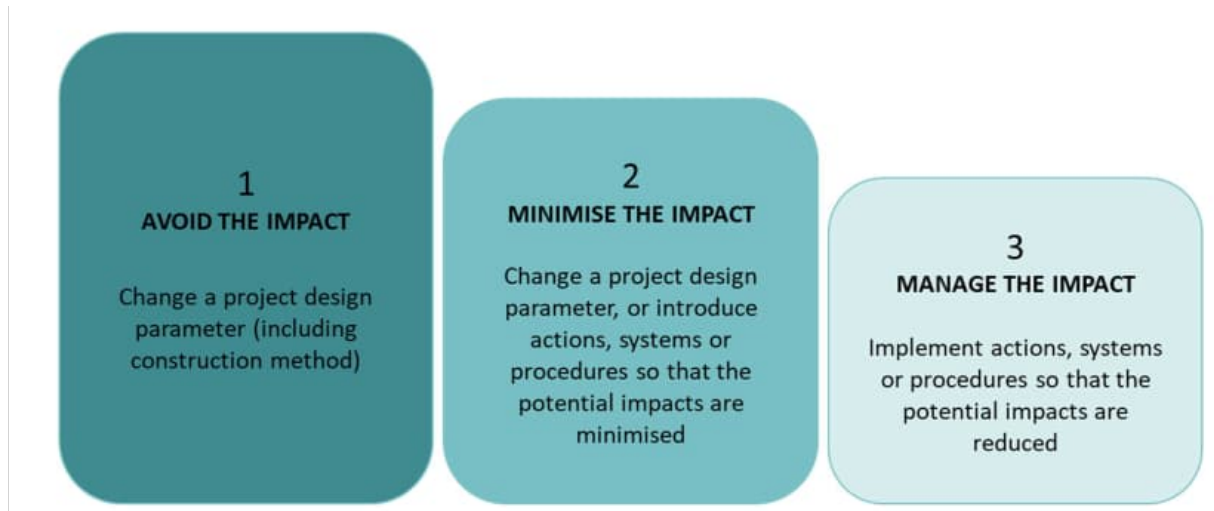 1
AVOID THE IMPACT
Change a project design
parameter (including
construction method)
2
MINIMISE THE IMPACT
Change a project design
parameter, or introduce
actions, systems or
procedures so that the
potential impacts are
minimised
3
MANAGE THE IMPACT
Implement actions, systems
or procedures so that the
potential impacts are
reduced